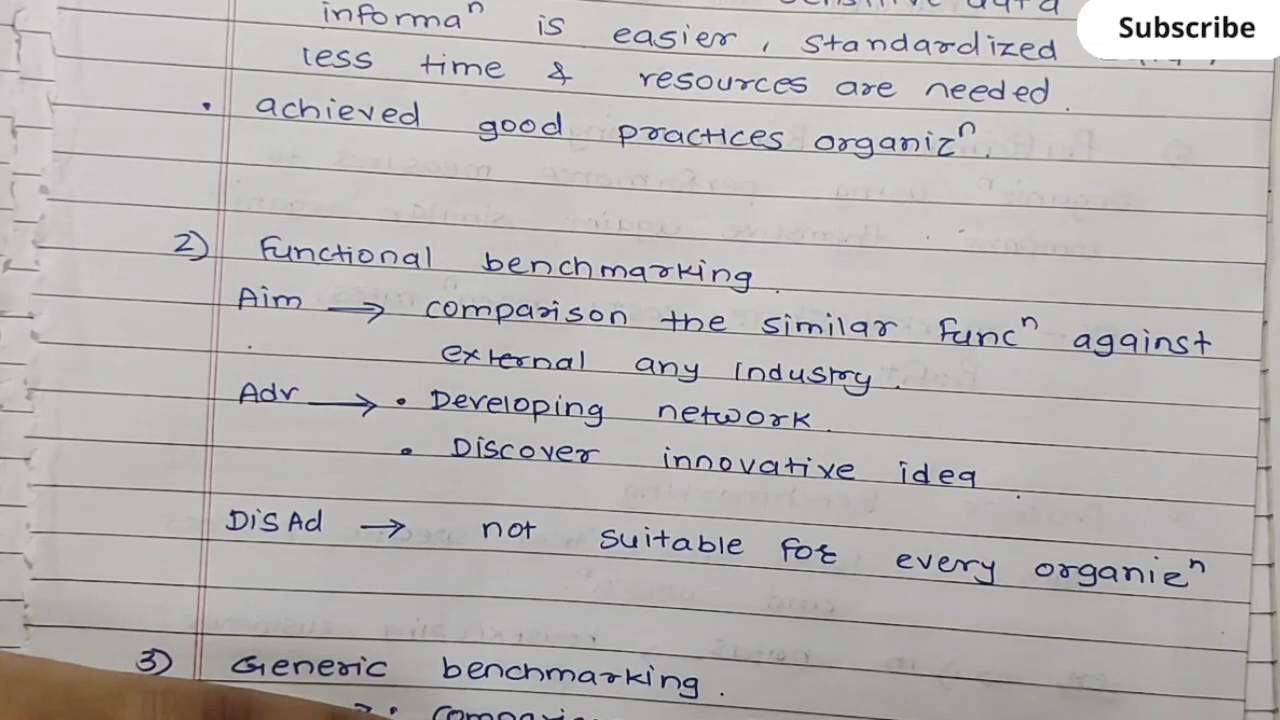 Subscribe
informaⁿ is easier, standardized
less time & resources are needed.
• achieved good practices organizⁿ.
2) Functional benchmarking.
Aim → comparison the similar funcⁿ against
external any industry.
Adv → • Developing network.
• Discover innovative idea.
DisAd → not suitable for every organizⁿ
3) Generic benchmarking.